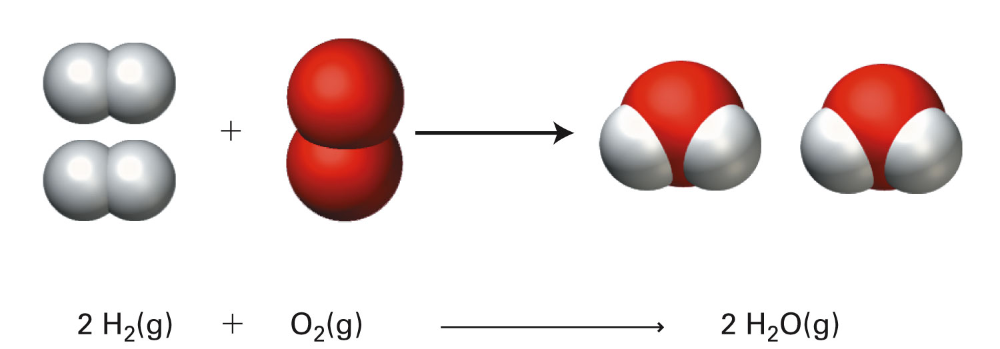 +
2 H₂(g) + O₂(g) ⟶ 2 H₂O(g)